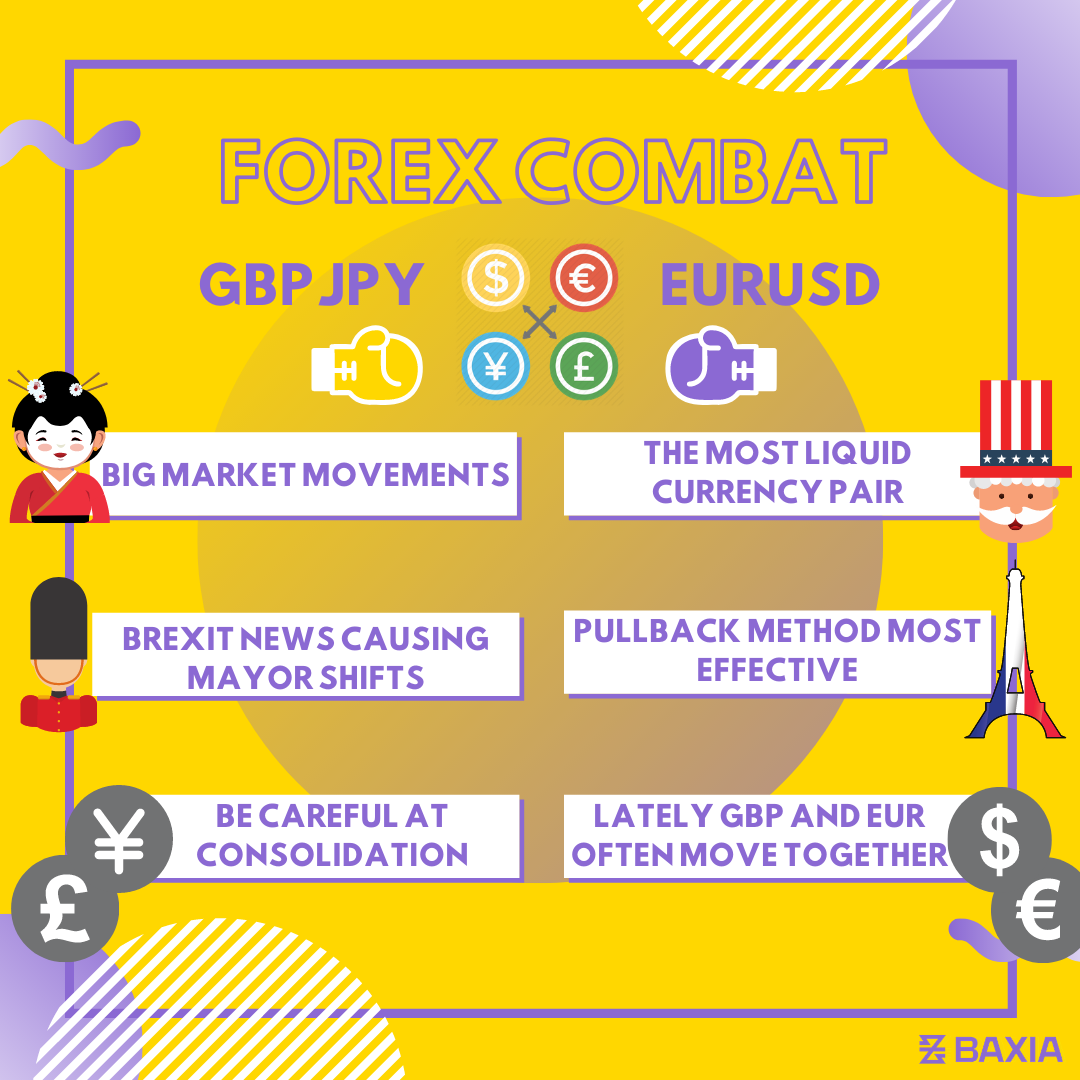 FOREX COMBAT
GBPJPY
EURUSD
$
€
¥
£
BIG MARKET MOVEMENTS
THE MOST LIQUID
CURRENCY PAIR
BREXIT NEWS CAUSING
MAYOR SHIFTS
PULLBACK METHOD MOST
EFFECTIVE
BE CAREFUL AT
CONSOLIDATION
LATELY GBP AND EUR
OFTEN MOVE TOGETHER
¥
£
$
€
BAXIA